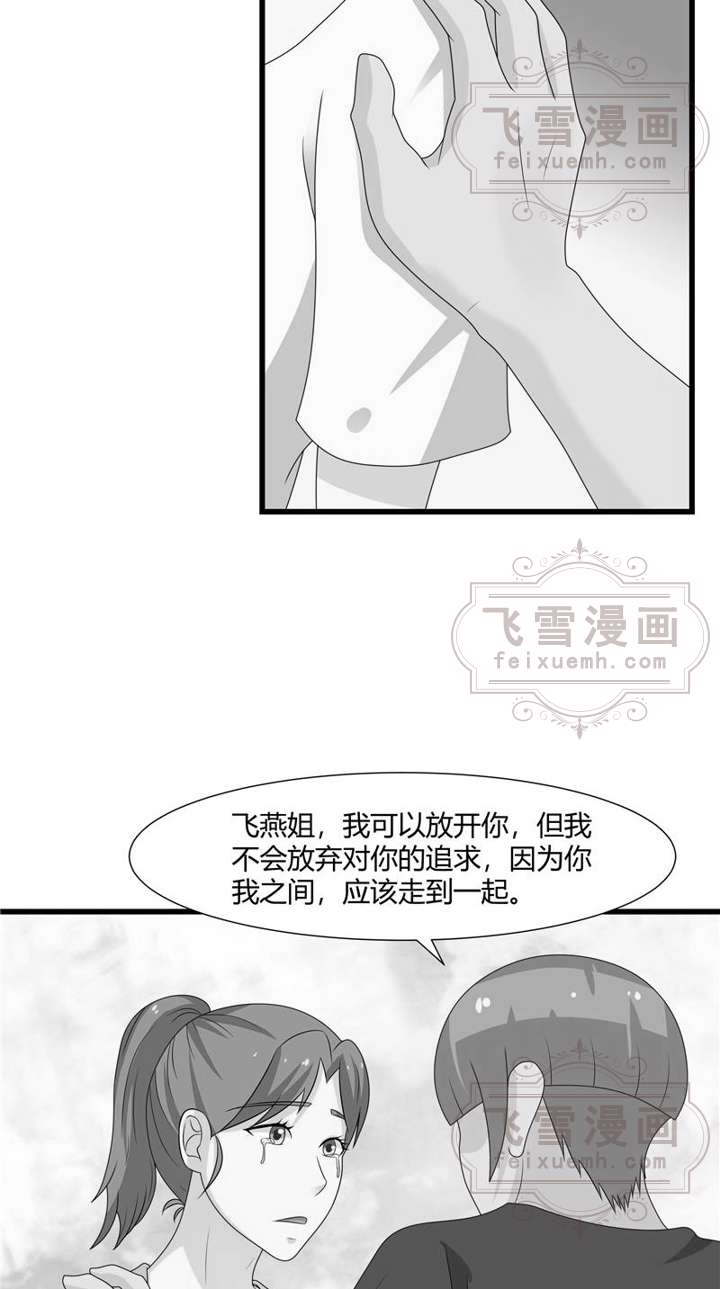 飞雪漫画
feixuemh.com
飞雪漫画
feixuemh.com
飞燕姐，我可以放开你，但我
不会放弃对你的追求，因为你
我之间，应该走到一起。
飞雪漫画
feixuemh.com